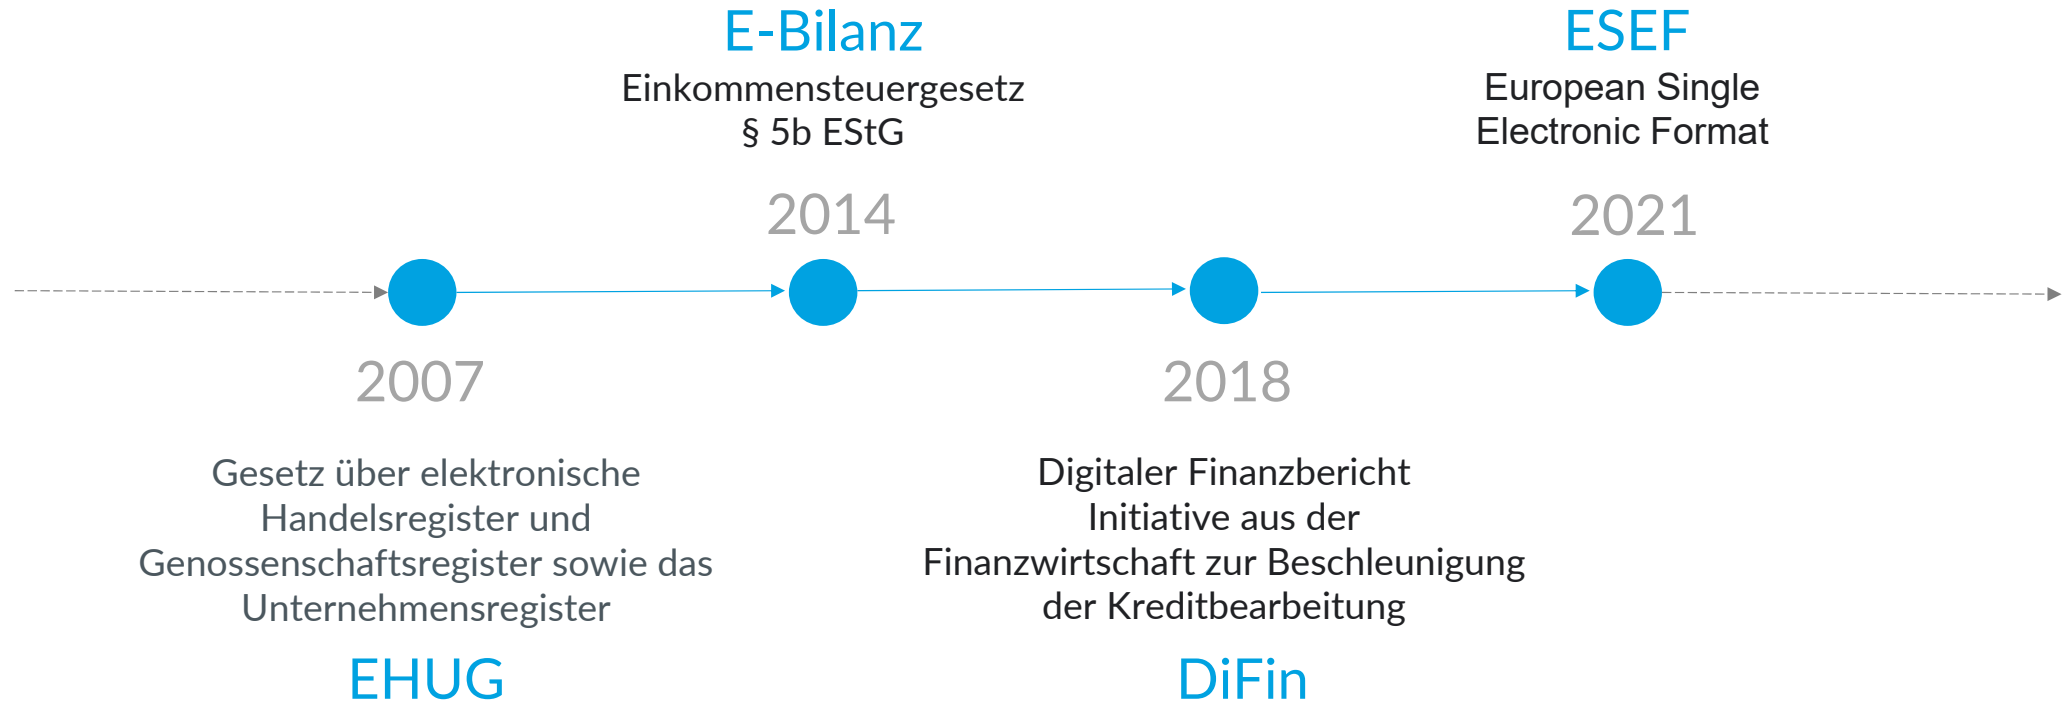 E-Bilanz
Einkommensteuergesetz
§ 5b EStG
2014
ESEF
European Single
Electronic Format
2021
2007
Gesetz über elektronische
Handelsregister und
Genossenschaftsregister sowie das
Unternehmensregister
EHUG
2018
Digitaler Finanzbericht
Initiative aus der
Finanzwirtschaft zur Beschleunigung
der Kreditbearbeitung
DiFin